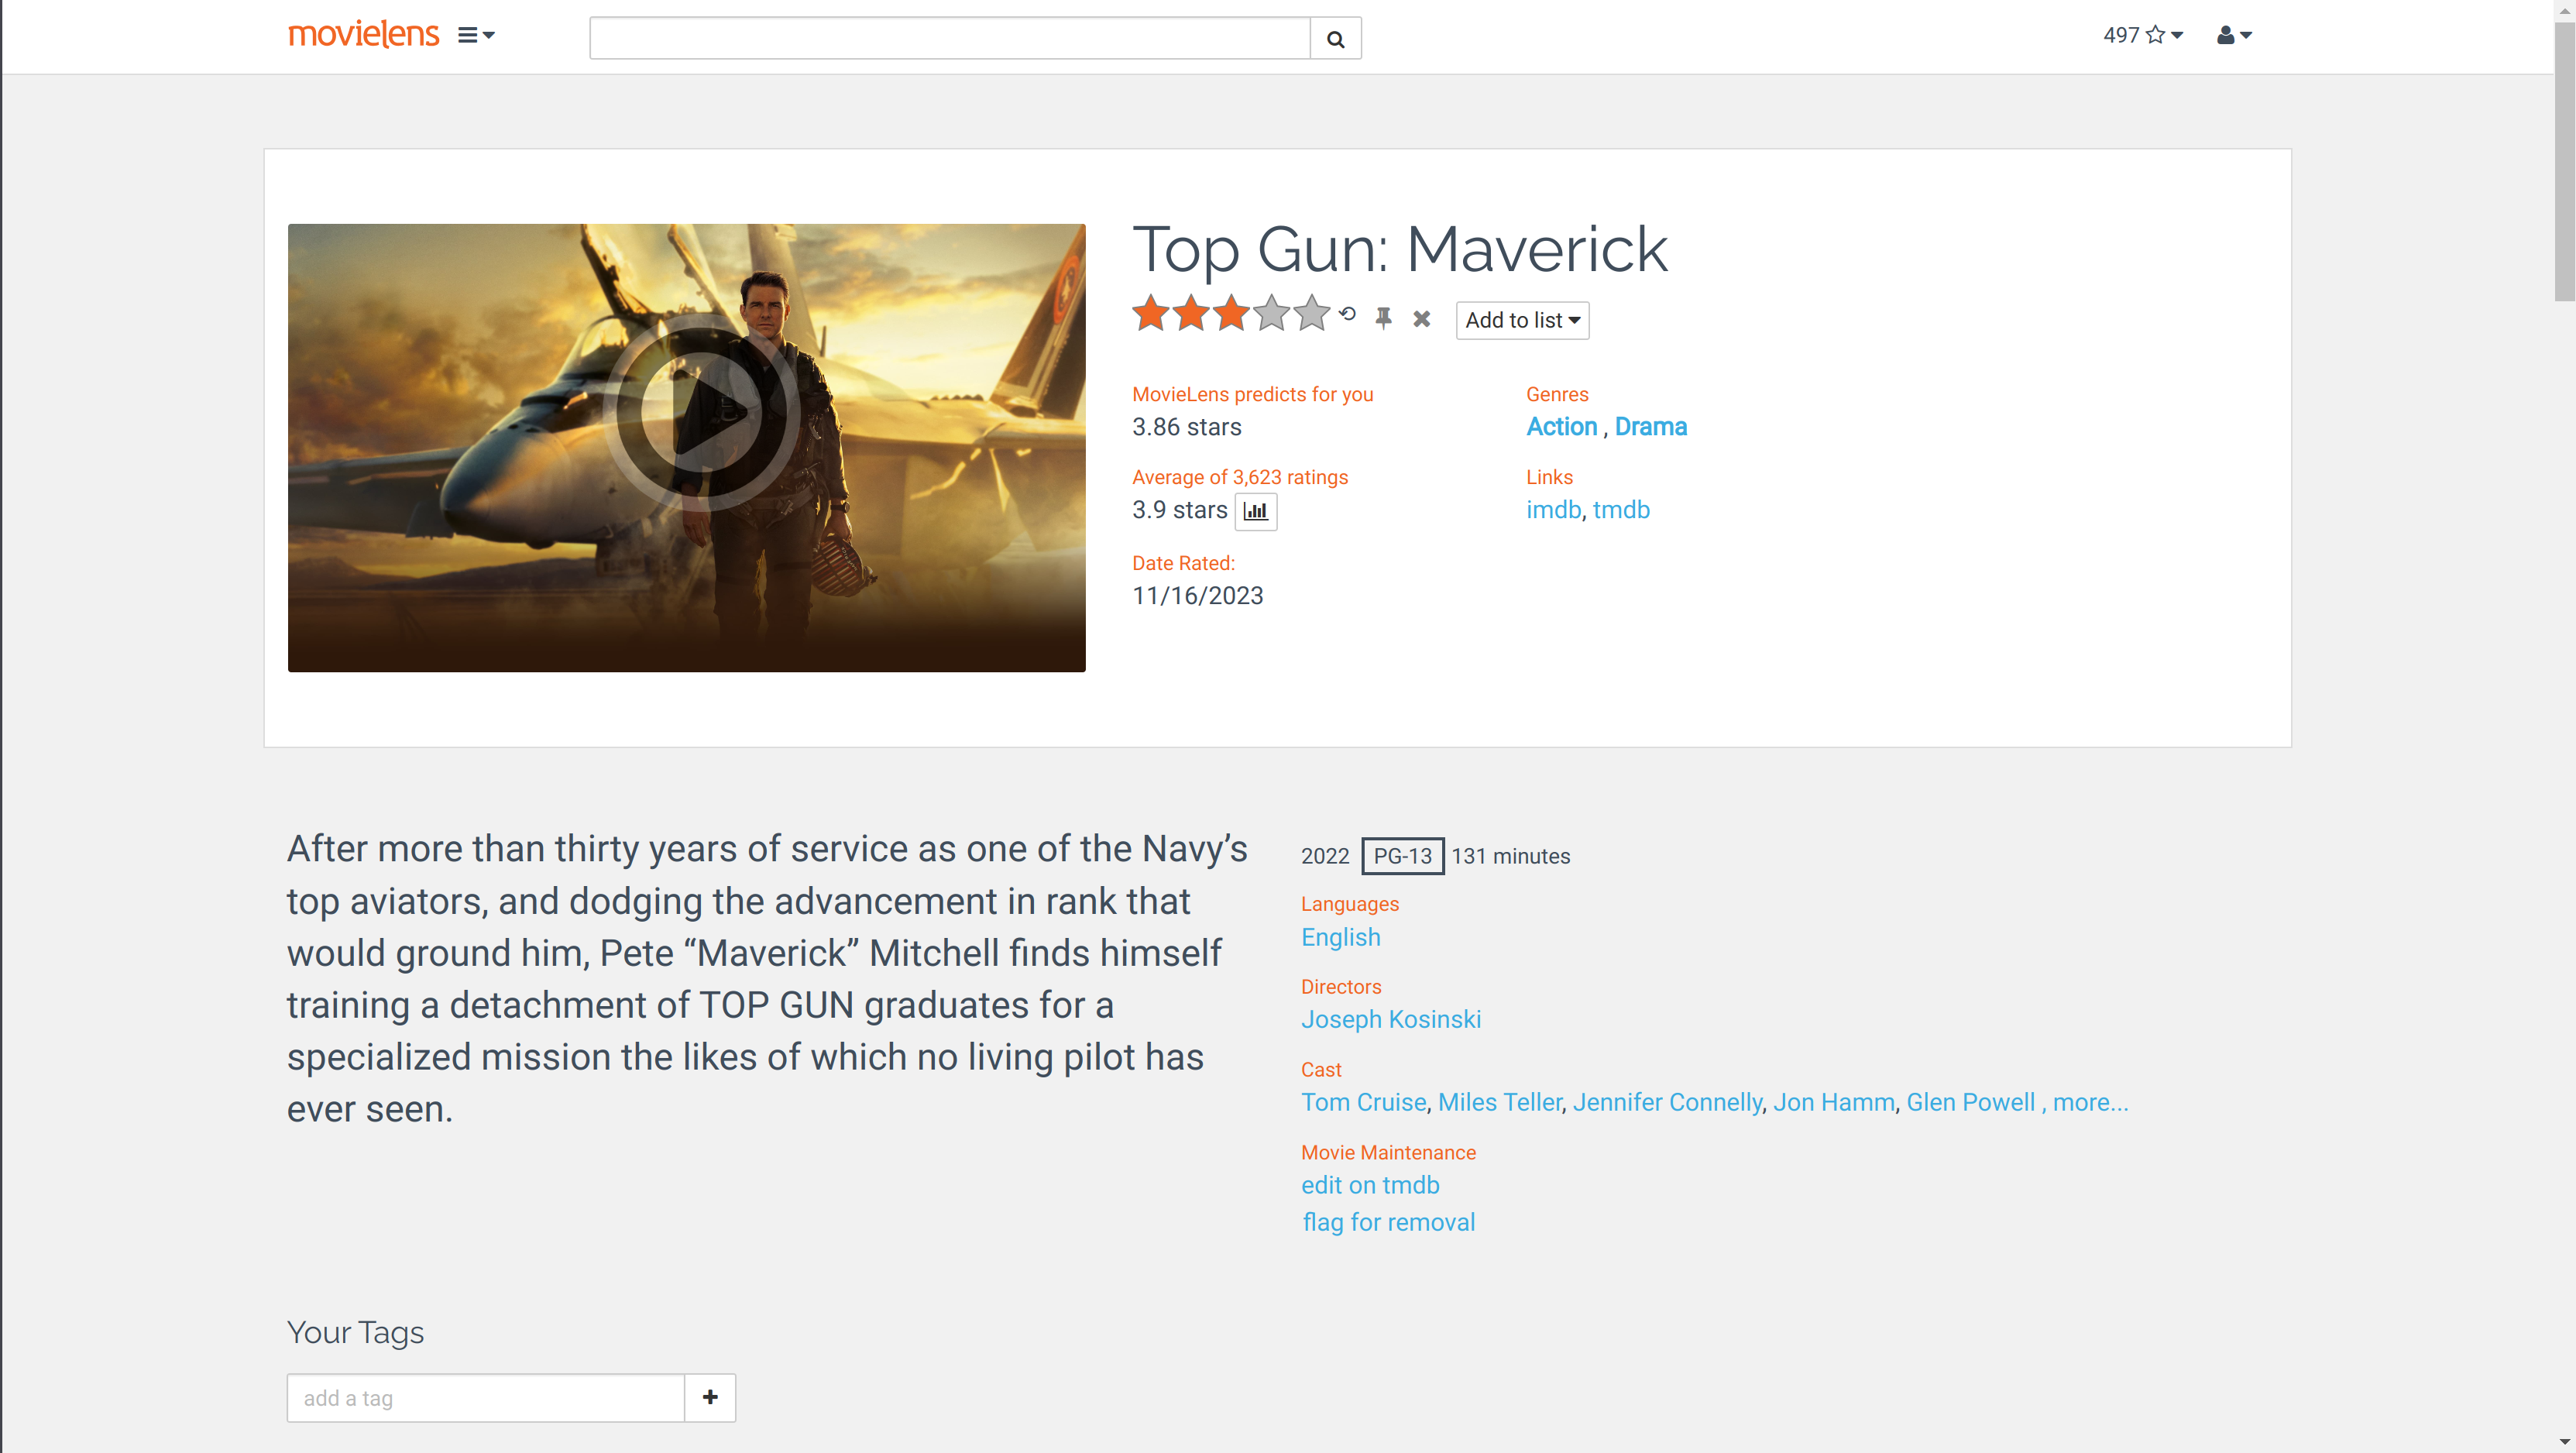 movielens
497
Top Gun: Maverick
Add to list
MovieLens predicts for you
3.86 stars
Genres
Action , Drama
Average of 3,623 ratings
3.9 stars
Links
imdb, tmdb
Date Rated:
11/16/2023
After more than thirty years of service as one of the Navy’s
top aviators, and dodging the advancement in rank that
would ground him, Pete “Maverick” Mitchell finds himself
training a detachment of TOP GUN graduates for a
specialized mission the likes of which no living pilot has
ever seen.
2022 PG-13 131 minutes
Languages
English
Directors
Joseph Kosinski
Cast
Tom Cruise, Miles Teller, Jennifer Connelly, Jon Hamm, Glen Powell , more...
Movie Maintenance
edit on tmdb
flag for removal
Your Tags
add a tag